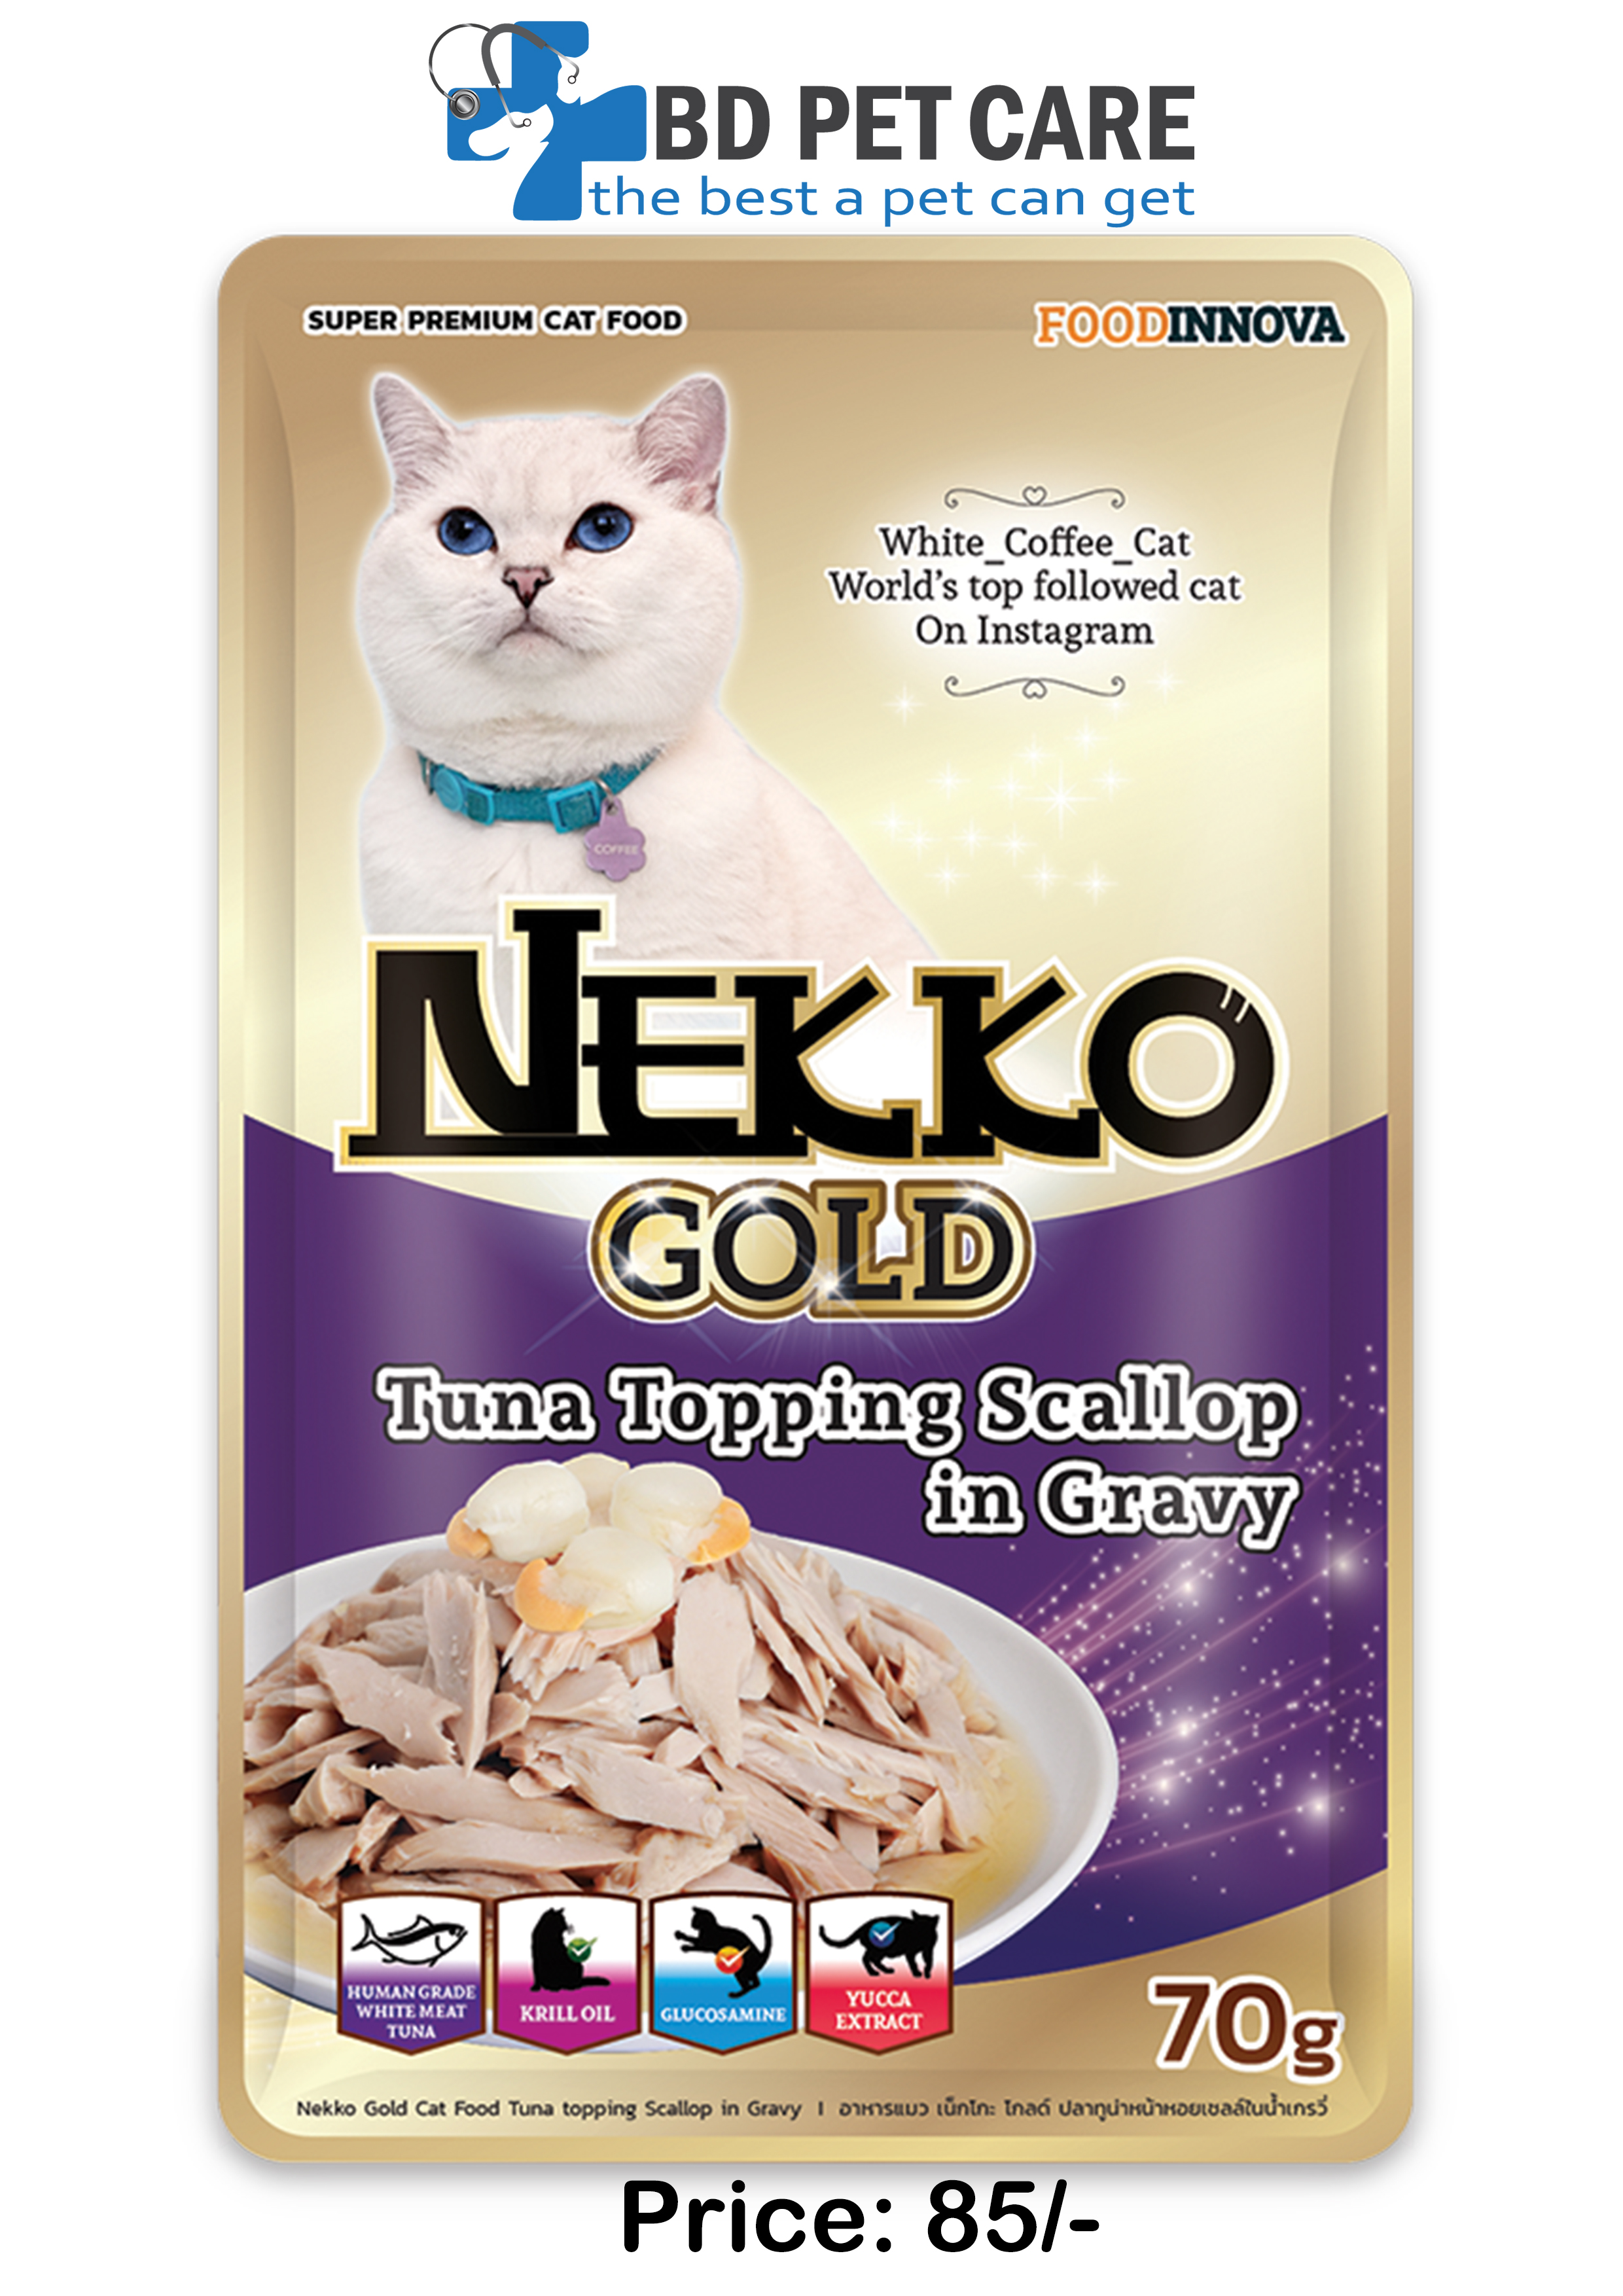 BD PET CARE
the best a pet can get
SUPER PREMIUM CAT FOOD
FOODINNOVA
White_Coffee_Cat
World's top followed cat
On Instagram
COFFEE
NEKKO
GOLD
Tuna Topping Scallop
in Gravy
HUMAN GRADE
WHITE MEAT
TUNA
KRILL OIL
GLUCOSAMINE
YUCCA
EXTRACT
70g
Nekko Gold Cat Food Tuna topping Scallop in Gravy | อาหารแมว เน็กโกะ โกลด์ ปลาทูน่าหน้าหอยเชลล์ในน้ำเกรวี่
Price: 85/-